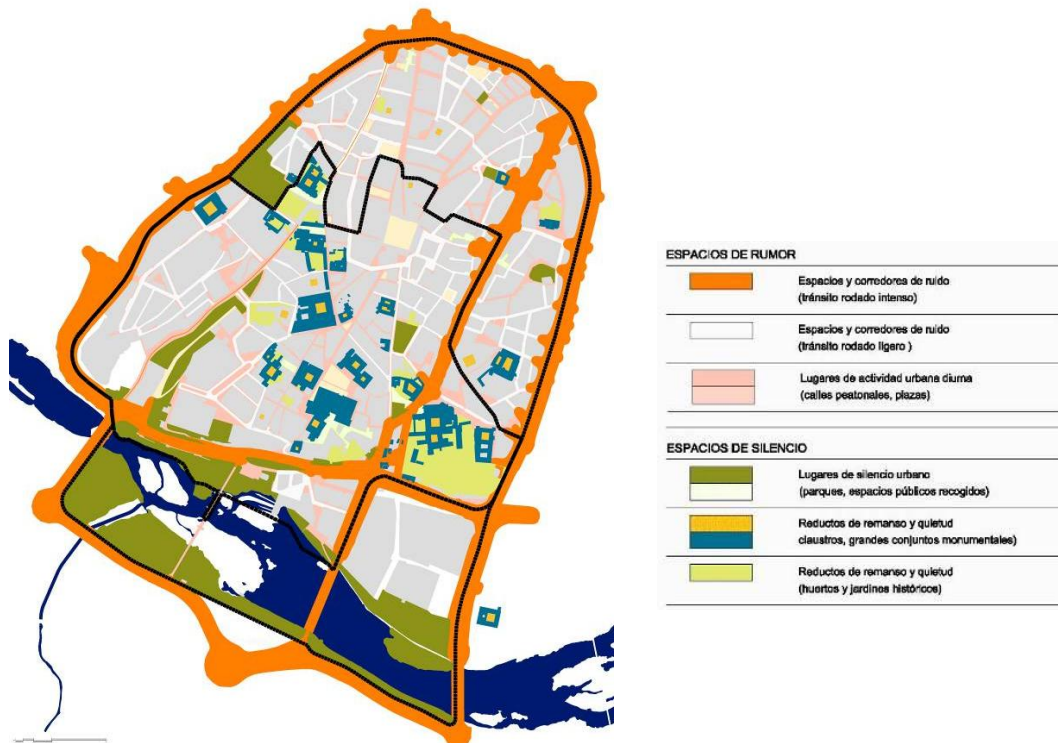 ESPACIOS DE RUMOR
Espacios y corredores de ruido
(tránsito rodado intenso)
Espacios y corredores de ruido
(tránsito rodado ligero )
Lugares de actividad urbana diurna
(calles peatonales, plazas)
ESPACIOS DE SILENCIO
Lugares de silencio urbano
(parques, espacios públicos recogidos)
Reductos de remanso y quietud
claustros, grandes conjuntos monumentales)
Reductos de remanso y quietud
(huertos y jardines históricos)